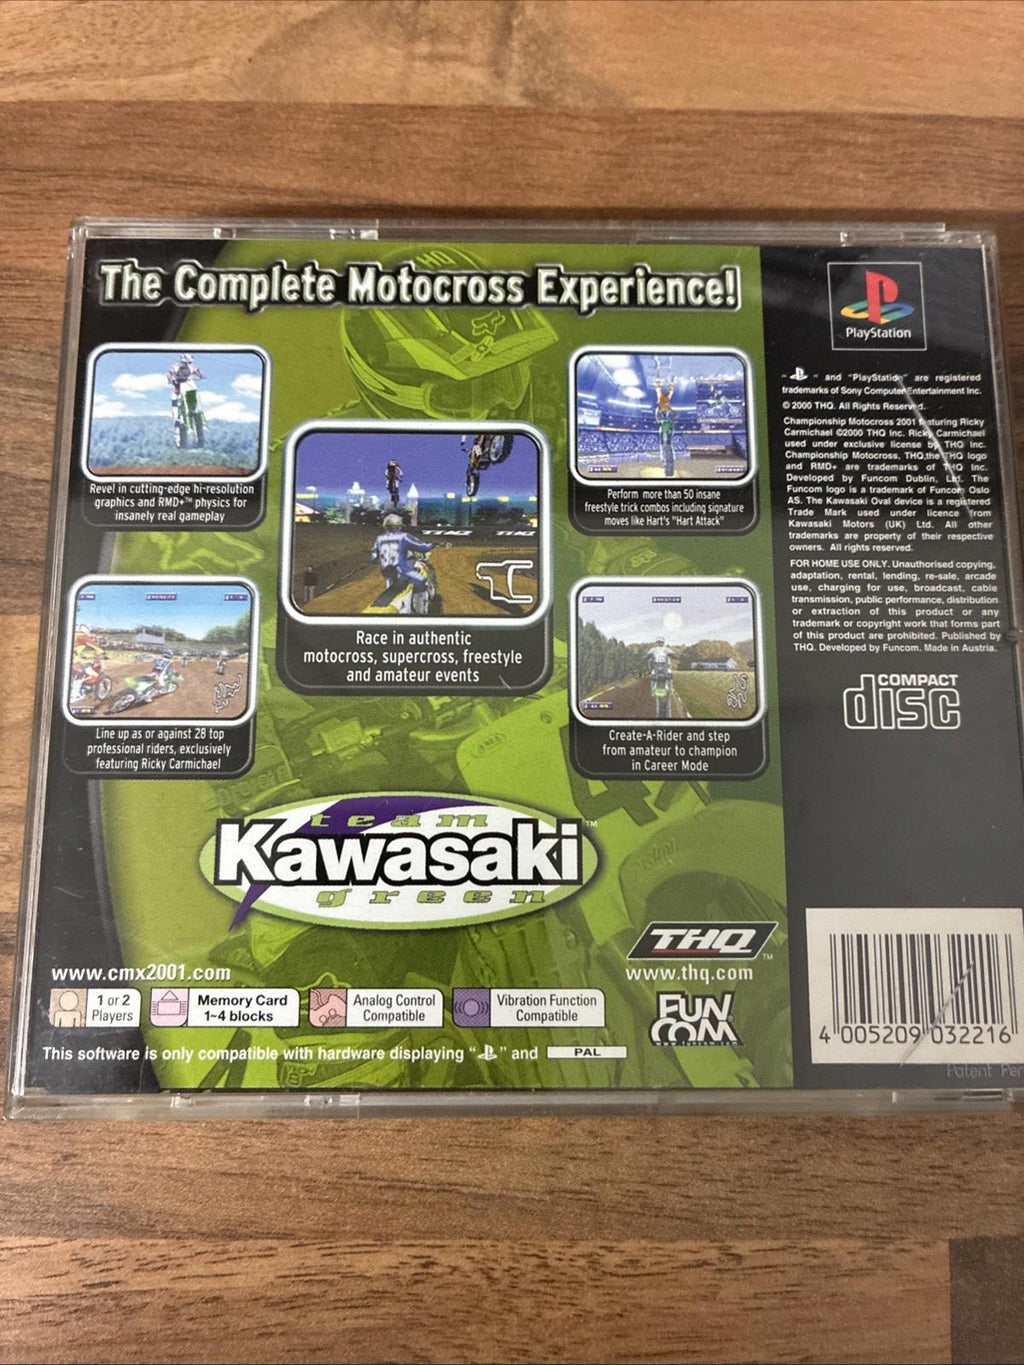 The Complete Motocross Experience!
Revel in cutting-edge hi-resolution
graphics and RMD+™ physics for
insanely real gameplay
Perform more than 50 insane
freestyle trick combos including signature
moves like Hart's "Hart Attack"
Race in authentic
motocross, supercross, freestyle
and amateur events
Line up as or against 28 top
professional riders, exclusively
featuring Ricky Carmichael
Create-A-Rider and step
from amateur to champion
in Career Mode
team
Kawasaki™
green
THQ™
www.cmx2001.com
www.thq.com
1 or 2
Players
Memory Card
1~4 blocks
Analog Control
Compatible
Vibration Function
Compatible
FUNCOM®
www.funcom.com
This software is only compatible with hardware displaying " " and PAL
PlayStation
" " and "PlayStation" are registered
trademarks of Sony Computer Entertainment Inc.
© 2000 THQ. All Rights Reserved.
Championship Motocross 2001 featuring Ricky
Carmichael ©2000 THQ Inc. Ricky Carmichael
used under exclusive license by THQ Inc.
Championship Motocross, THQ,the THQ logo
and RMD+ are trademarks of THQ Inc.
Developed by Funcom Dublin, Ltd. The
Funcom logo is a trademark of Funcom Oslo
AS. The Kawasaki Oval device is a registered
Trade Mark used under licence from
Kawasaki Motors (UK) Ltd. All other
trademarks are property of their respective
owners. All rights reserved.
FOR HOME USE ONLY. Unauthorised copying,
adaptation, rental, lending, re-sale, arcade
use, charging for use, broadcast, cable
transmission, public performance, distribution
or extraction of this product or any
trademark or copyright work that forms part
of this product are prohibited. Published by
THQ. Developed by Funcom. Made in Austria.
COMPACT
disc
4 005209 032216
Patent Per